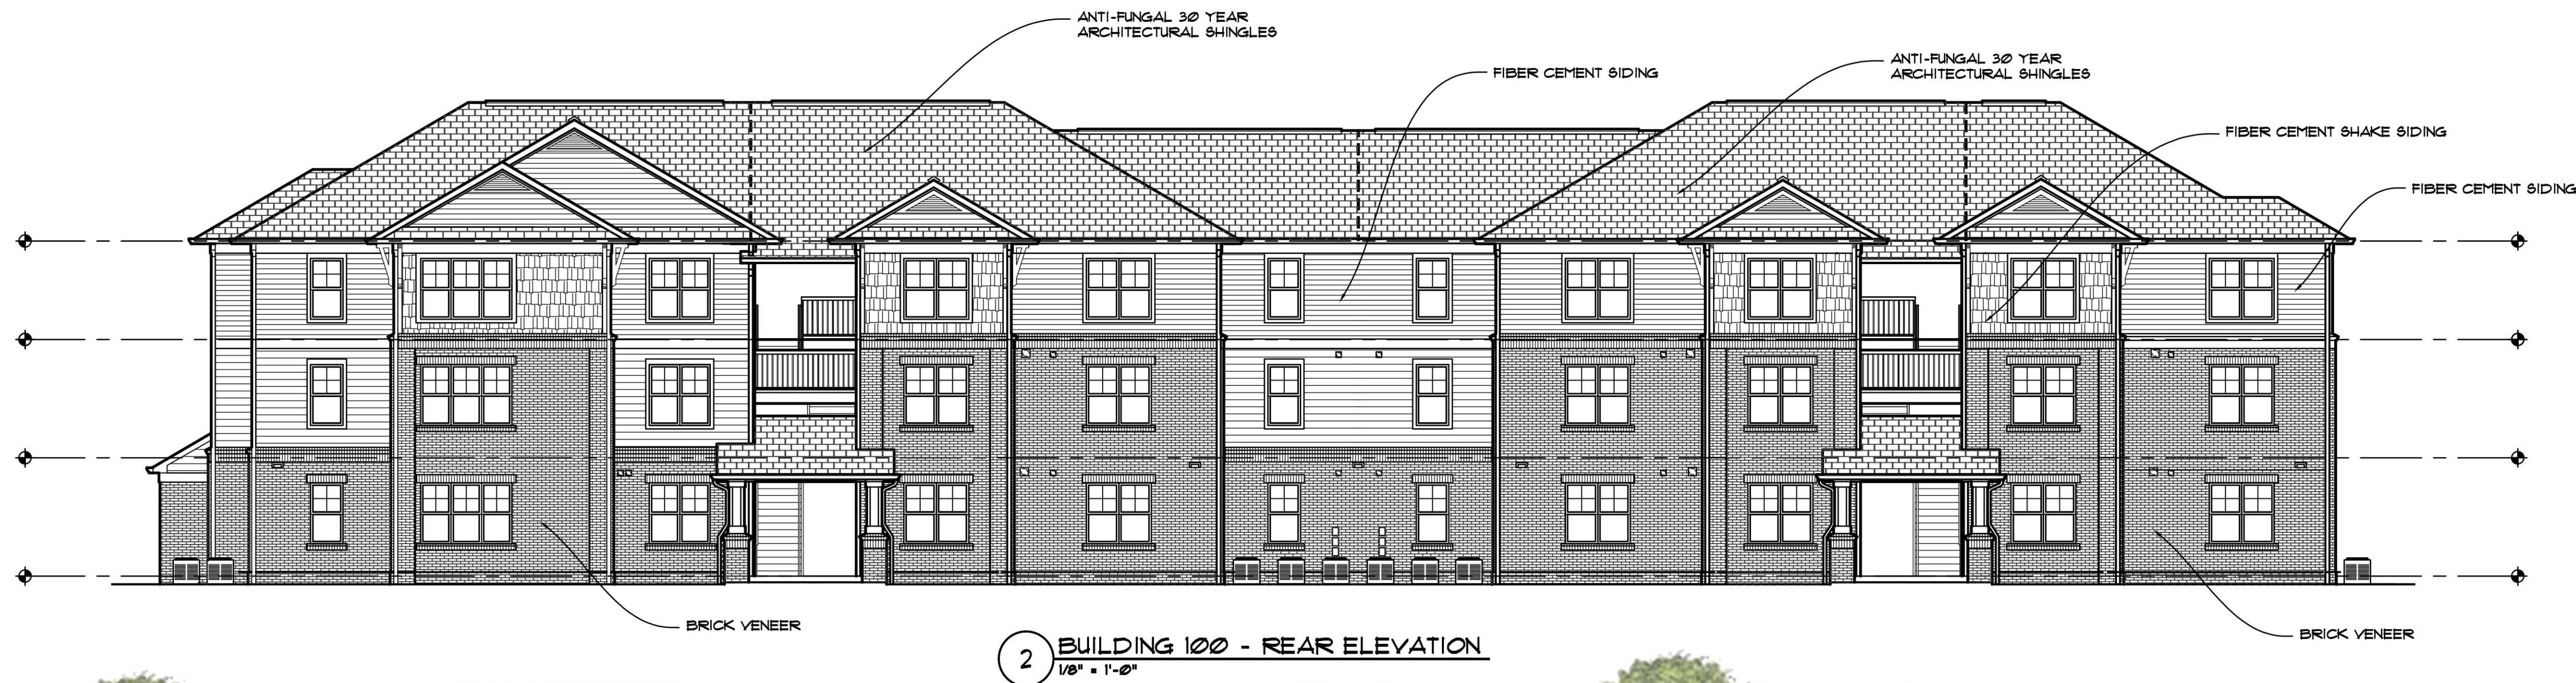 ANTI-FUNGAL 30 YEAR
ARCHITECTURAL SHINGLES
FIBER CEMENT SIDING
ANTI-FUNGAL 30 YEAR
ARCHITECTURAL SHINGLES
FIBER CEMENT SHAKE SIDING
FIBER CEMENT SIDING
BRICK VENEER
BRICK VENEER
2
BUILDING 100 - REAR ELEVATION
1/8" = 1'-0"